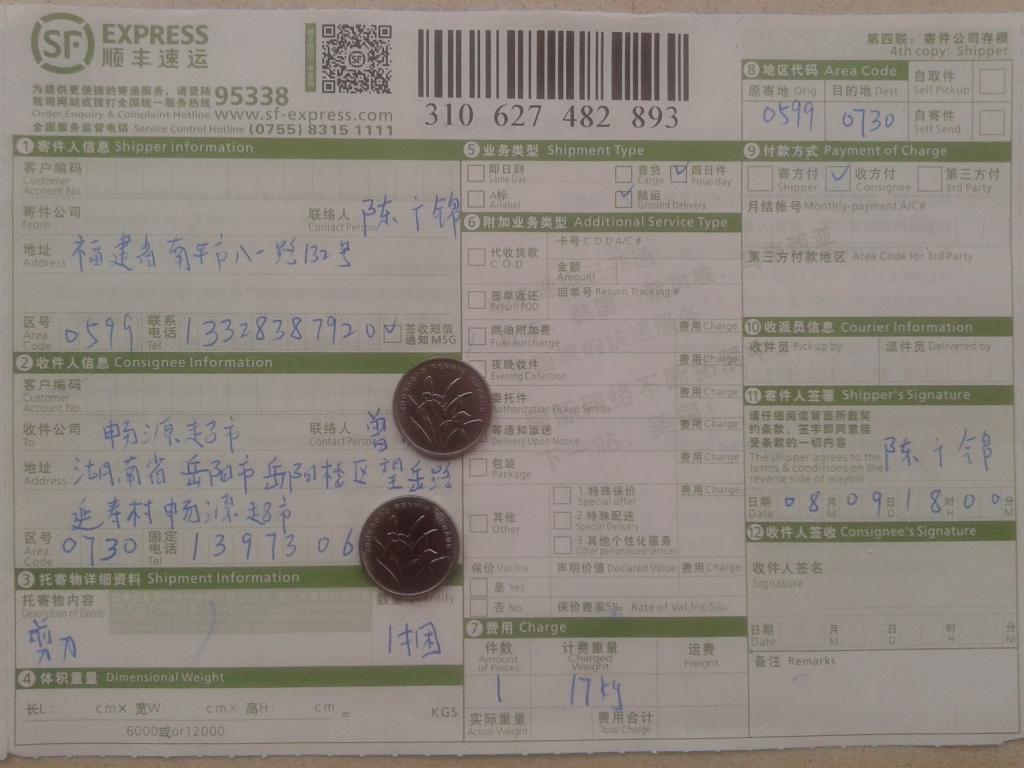 SF EXPRESS
顺丰速运
为提供更便捷的寄递服务、请登陆
我司网站或拨打全国统一服务热线 95338
Order,Enquiry & Complaint Hotline www.sf-express.com
全国服务监督电话 Service Control Hotline (0755) 8315 1111
310 627 482 893
第四联：寄件公司存根
4th copy: Shipper
8 地区代码 Area Code
原寄地 Orig 目的地 Dest
0599 0730
自取件
Self Pickup
自寄件
Self Send
1 寄件人信息 Shipper Information
客户编码
Customer
Account No.
寄件公司
From
联络人
Contact Person
陈广锦
地址
Address
福建省南平市八一路132号
区号
Area
Code
0599
联系
电话
Tel
13328387920
签收短信
通知 MSG
2 收件人信息 Consignee Information
客户编码
Customer
Account No.
收件公司
To
畅源超市
联络人
Contact Person
曾
地址
Address
湖南省岳阳市岳阳楼区望岳路
延寿村畅源超市
区号
Area
Code
0730
固定
电话
Tel
1397306
3 托寄物详细资料 Shipment Information
托寄物内容
Description of Goods
剪刀
1捆
4 体积重量 Dimensional Weight
长L: cm× 宽W: cm× 高H: cm = KGS
6000或or12000
5 业务类型 Shipment Type
即日到
Same Day
普货
Cargo
四日件
Four-day
A标
A-label
陆运
Ground Delivery
6 附加业务类型 Additional Service Type
代收货款
C.O.D
卡号 C.O.D A/C #
金额
Amount
签单返还
Return POD
回单号 Return Tracking #
燃油附加费
Fuel surcharge
费用 Charge
夜晚收件
Evening Collection
费用 Charge
委托件
Authorization Pickup Service
费用 Charge
等通知派送
Delivery Upon Notice
费用 Charge
包装
Package
费用 Charge
其他
Other
1.特殊保价
Special offer
费用 Charge
2.特殊配送
Special Delivery
3.其他个性化服务
Other personalized services
保价 Val.Ins 声明价值 Declared Value 费用 Charge
是 Yes
否 No
保价费率5‰ Rate of Val.Ins.5‰
7 费用 Charge
件数
Amount
of Pieces
计费重量
Charged
Weight
运费
Freight
1 17kg
实际重量
Actual Weight
费用合计
Total Charge
9 付款方式 Payment of Charge
寄方付
Shipper
收方付
Consignee
第三方付
3rd Party
月结帐号 Monthly-payment A/C#
第三方付款地区 Area Code for 3rd Party
10 收派员信息 Courier Information
收件员 Pickup by 派件员 Delivered by
11 寄件人签署 Shipper's Signature
请仔细阅读背面所载契
约条款、签字即同意接
受条款的一切内容
The shipper agrees to the
terms & conditions on the
reverse side of waybill
陈广锦
日期
Date
08 月 M 09 日 D 18 时 H 00 分 M
12 收件人签收 Consignee's Signature
收件人签名
Signature
日期
Date
月 M 日 D 时 H 分 M
备注 Remarks